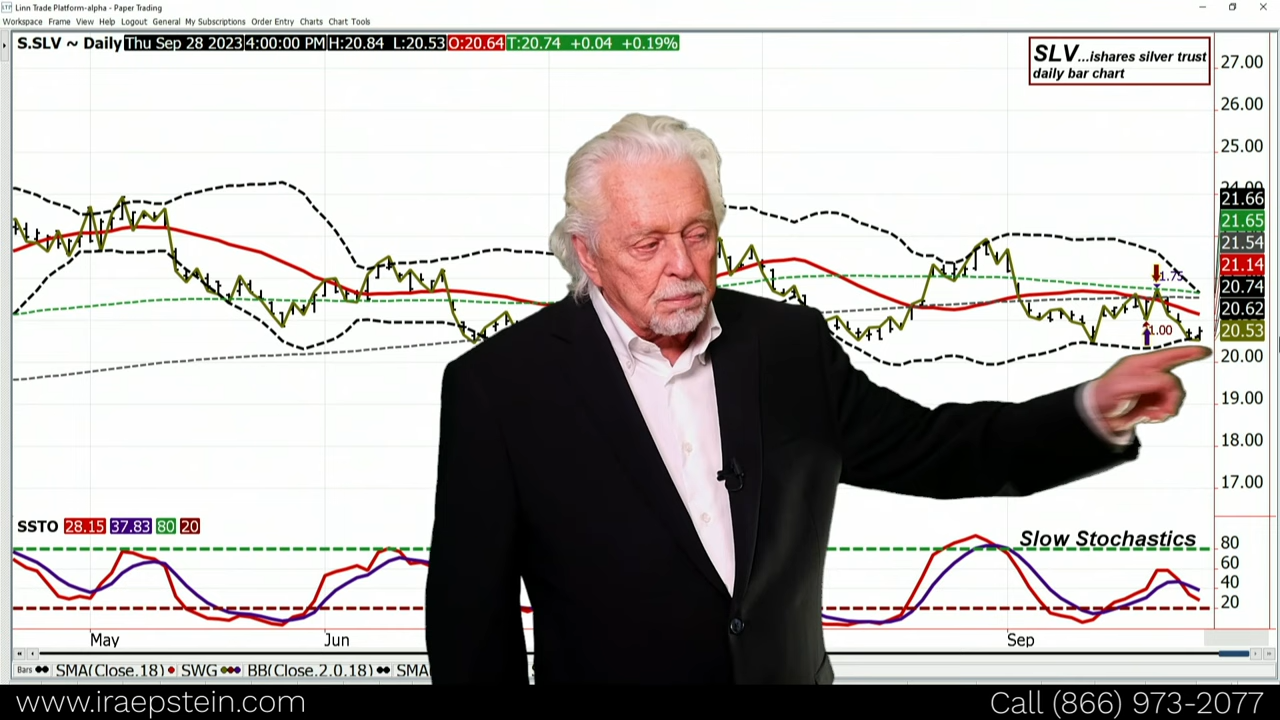 Linn Trade Platform-alpha - Paper Trading
Workspace Frame View Help Logout General My Subscriptions Order Entry Charts Chart Tools
S.SLV ~ Daily Thu Sep 28 2023 4:00:00 PM H:20.84 L:20.53 O:20.64 T:20.74 +0.04 +0.19%
SLV...ishares silver trust
daily bar chart
27.00
26.00
25.00
24.00
21.66
21.65
21.54
21.14
20.74
20.62
20.53
20.00
19.00
18.00
17.00
1.75
1.00
SSTO 28.15 37.83 80 20
Slow Stochastics
80
60
40
20
May Jun Sep
Bars SMA(Close.18) SWG BB(Close.2.0.18) SMA
www.iraepstein.com
Call (866) 973-2077